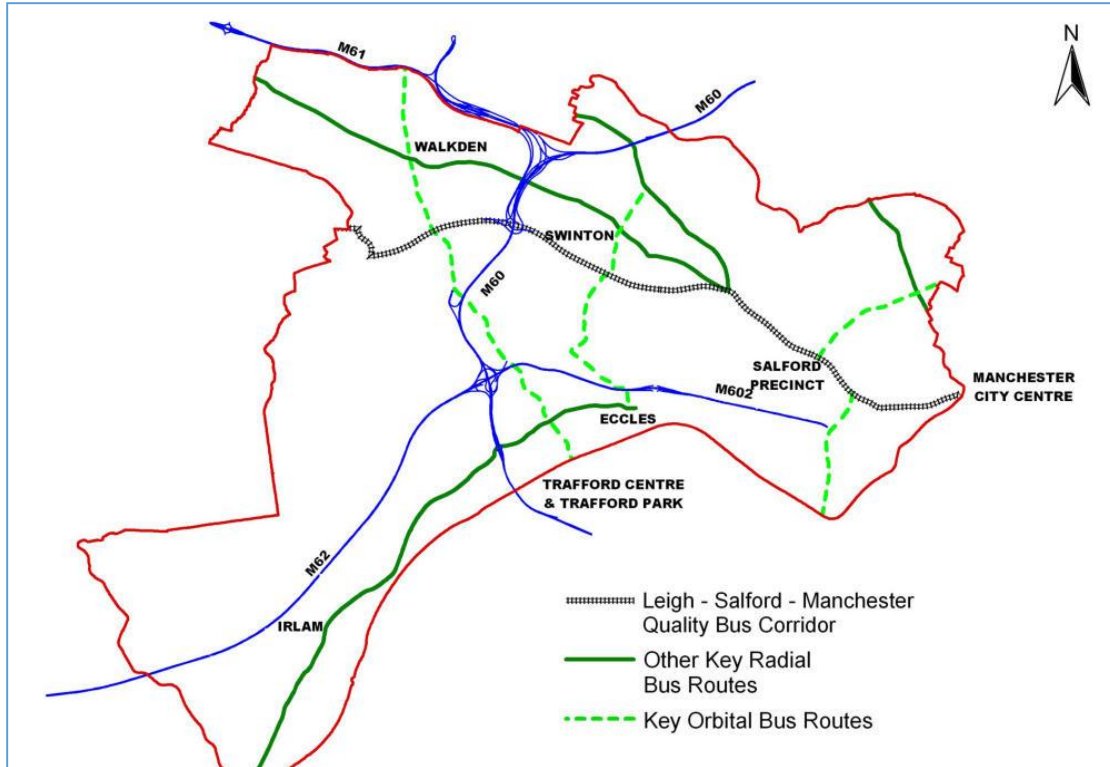 N
M61
M60
WALKDEN
SWINTON
M60
SALFORD
PRECINCT
MANCHESTER
CITY CENTRE
M602
ECCLES
TRAFFORD CENTRE
& TRAFFORD PARK
M62
IRLAM
Leigh - Salford - Manchester
Quality Bus Corridor
Other Key Radial
Bus Routes
Key Orbital Bus Routes